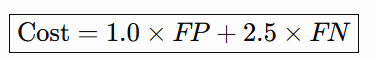 Cost = 1.0 × FP + 2.5 × FN